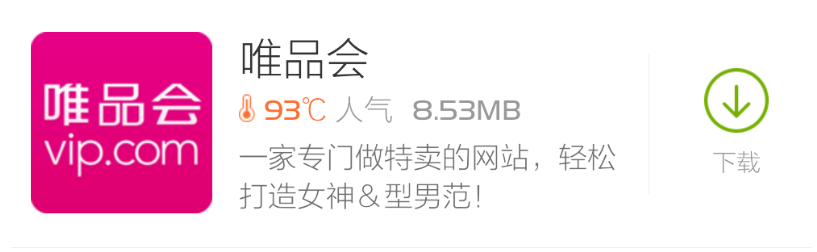 唯品会
vip.com
唯品会
93℃ 人气 8.53MB
一家专门做特卖的网站，轻松
打造女神&型男范！
下载